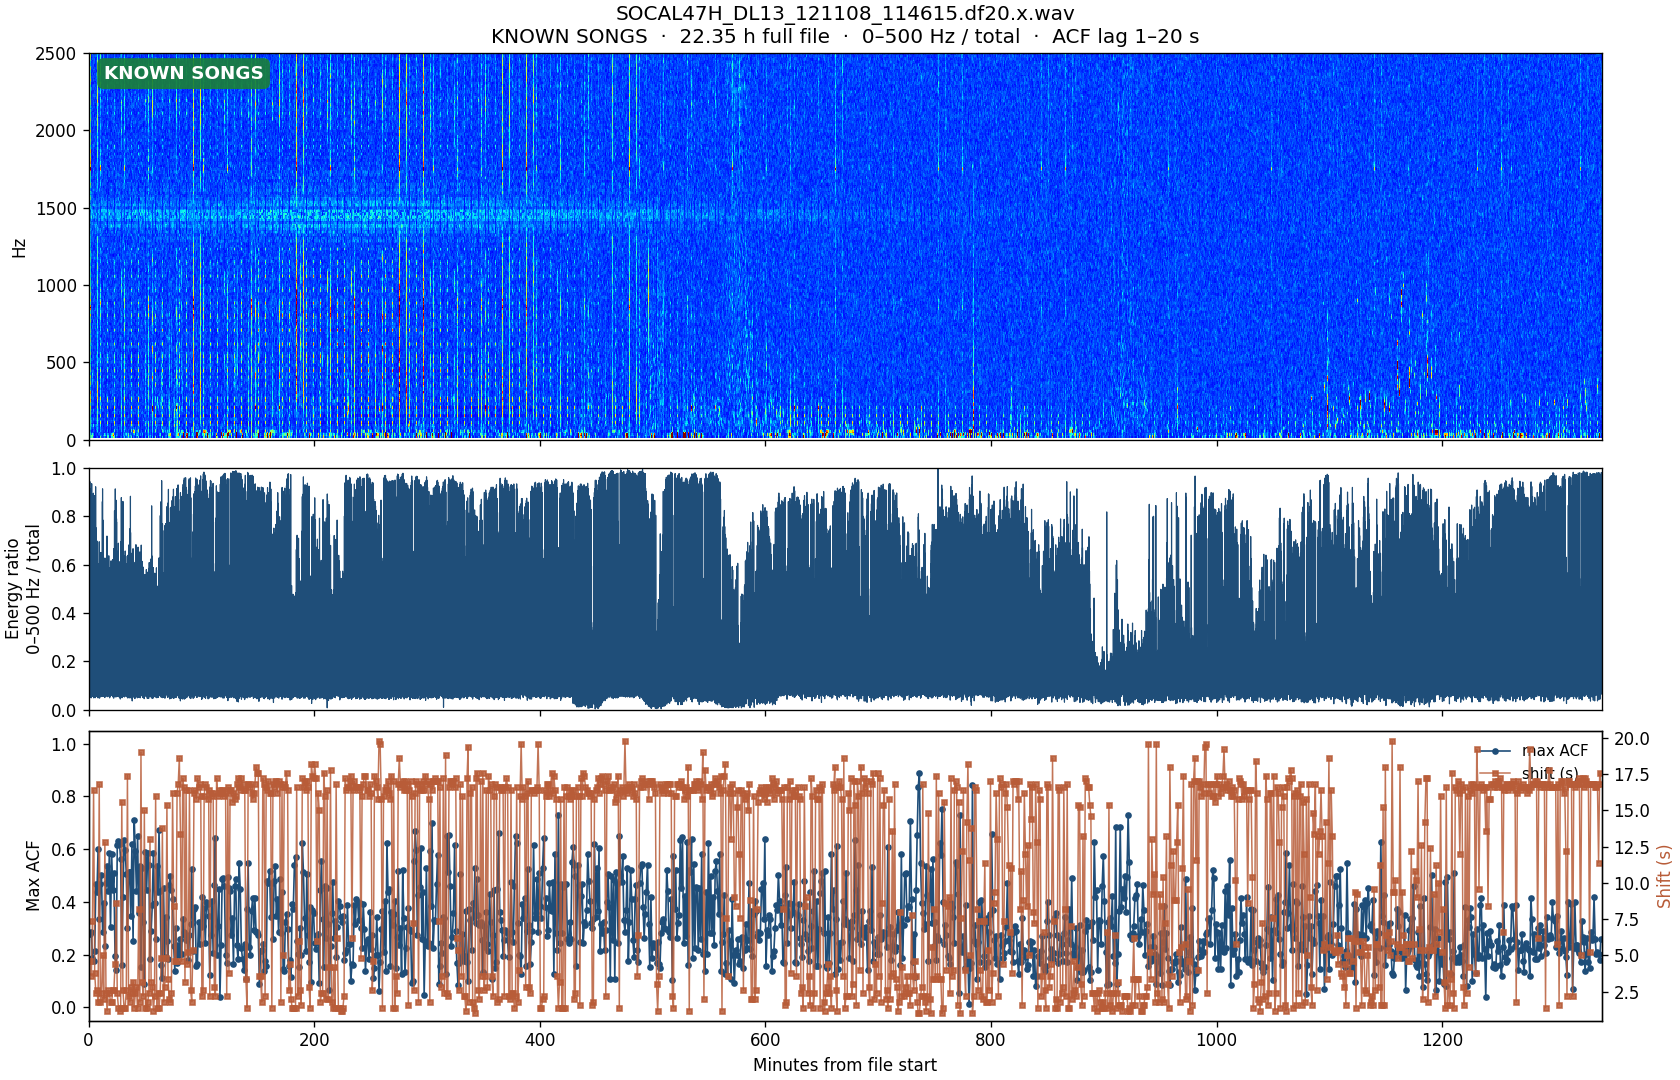 SOCAL47H_DL13_121108_114615.df20.x.wav
KNOWN SONGS · 22.35 h full file · 0–500 Hz / total · ACF lag 1–20 s
KNOWN SONGS
2500
2000
1500
1000
500
0
Hz
1.0
0.8
0.6
0.4
0.2
0.0
Energy ratio
0–500 Hz / total
max ACF
shift (s)
1.0
0.8
0.6
0.4
0.2
0.0
Max ACF
20.0
17.5
15.0
12.5
10.0
7.5
5.0
2.5
Shift (s)
0 200 400 600 800 1000 1200
Minutes from file start